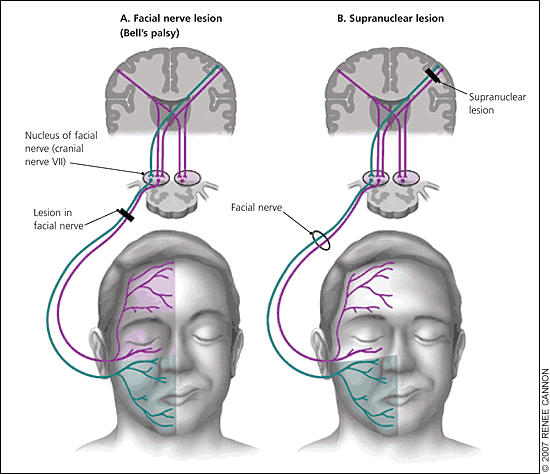 A. Facial nerve lesion
(Bell's palsy)
B. Supranuclear lesion
Supranuclear
lesion
Nucleus of facial
nerve (cranial
nerve VII)
Lesion in
facial nerve
Facial nerve
© 2007 RENEE CANNON